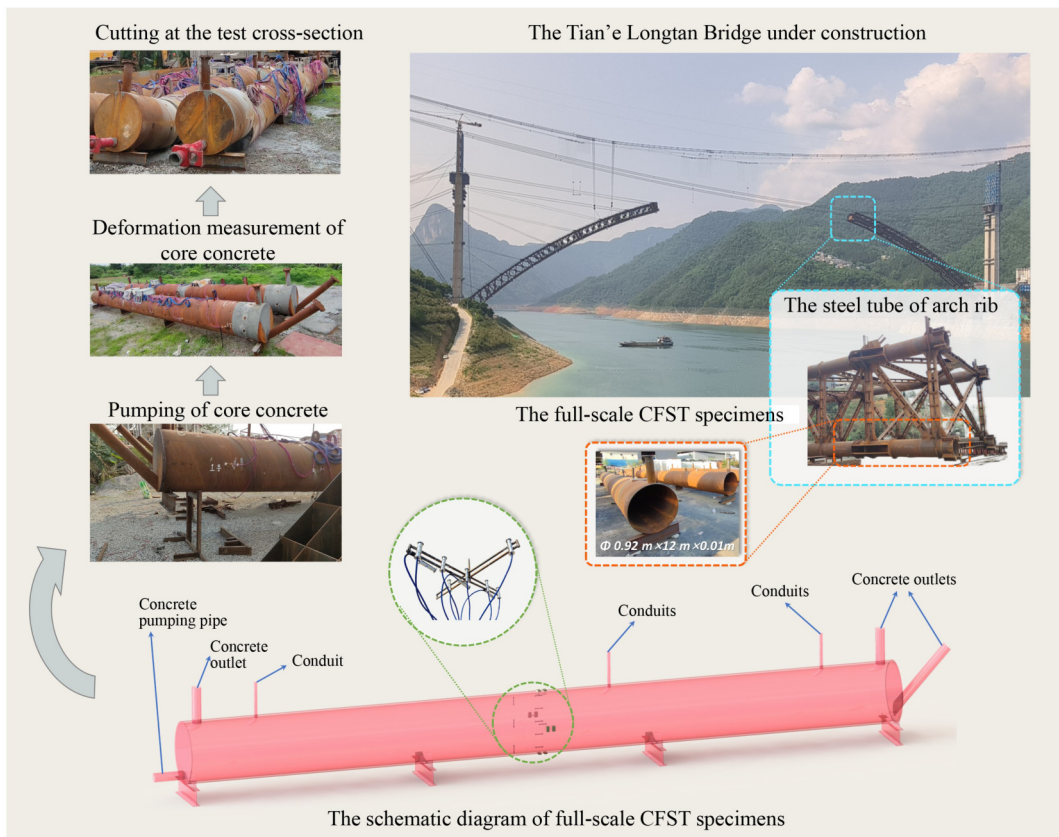 Cutting at the test cross-section
The Tian’e Longtan Bridge under construction
Deformation measurement of
core concrete
The steel tube of arch rib
Pumping of core concrete
The full-scale CFST specimens
Φ 0.92 m×12 m×0.01m
Concrete
pumping pipe
Concrete
outlet
Conduit
Conduits
Conduits
Concrete outlets
The schematic diagram of full-scale CFST specimens